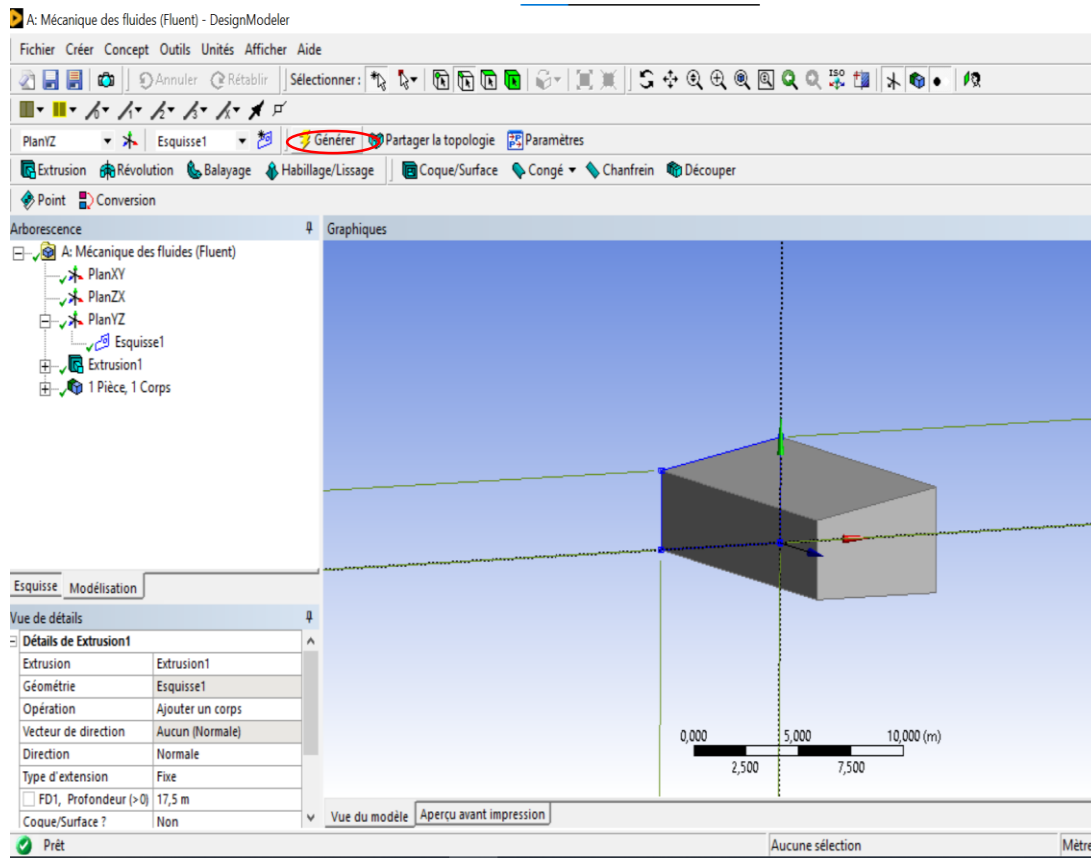 A: Mécanique des fluides (Fluent) - DesignModeler
Fichier Créer Concept Outils Unités Afficher Aide
Annuler Rétablir Sélectionner: ISO
PlanYZ Esquisse1 Générer Partager la topologie Paramètres
Extrusion Révolution Balayage Habillage/Lissage Coque/Surface Congé Chanfrein Découper
Point Conversion
Arborescence
A: Mécanique des fluides (Fluent)
PlanXY
PlanZX
PlanYZ
Esquisse1
Extrusion1
1 Pièce, 1 Corps
Esquisse Modélisation
Vue de détails
Détails de Extrusion1
Extrusion Extrusion1
Géométrie Esquisse1
Opération Ajouter un corps
Vecteur de direction Aucun (Normale)
Direction Normale
Type d'extension Fixe
FD1, Profondeur (>0) 17,5 m
Coque/Surface ? Non
Graphiques
0,000 5,000 10,000 (m)
2,500 7,500
Vue du modèle Aperçu avant impression
Prêt Aucune sélection Mètre